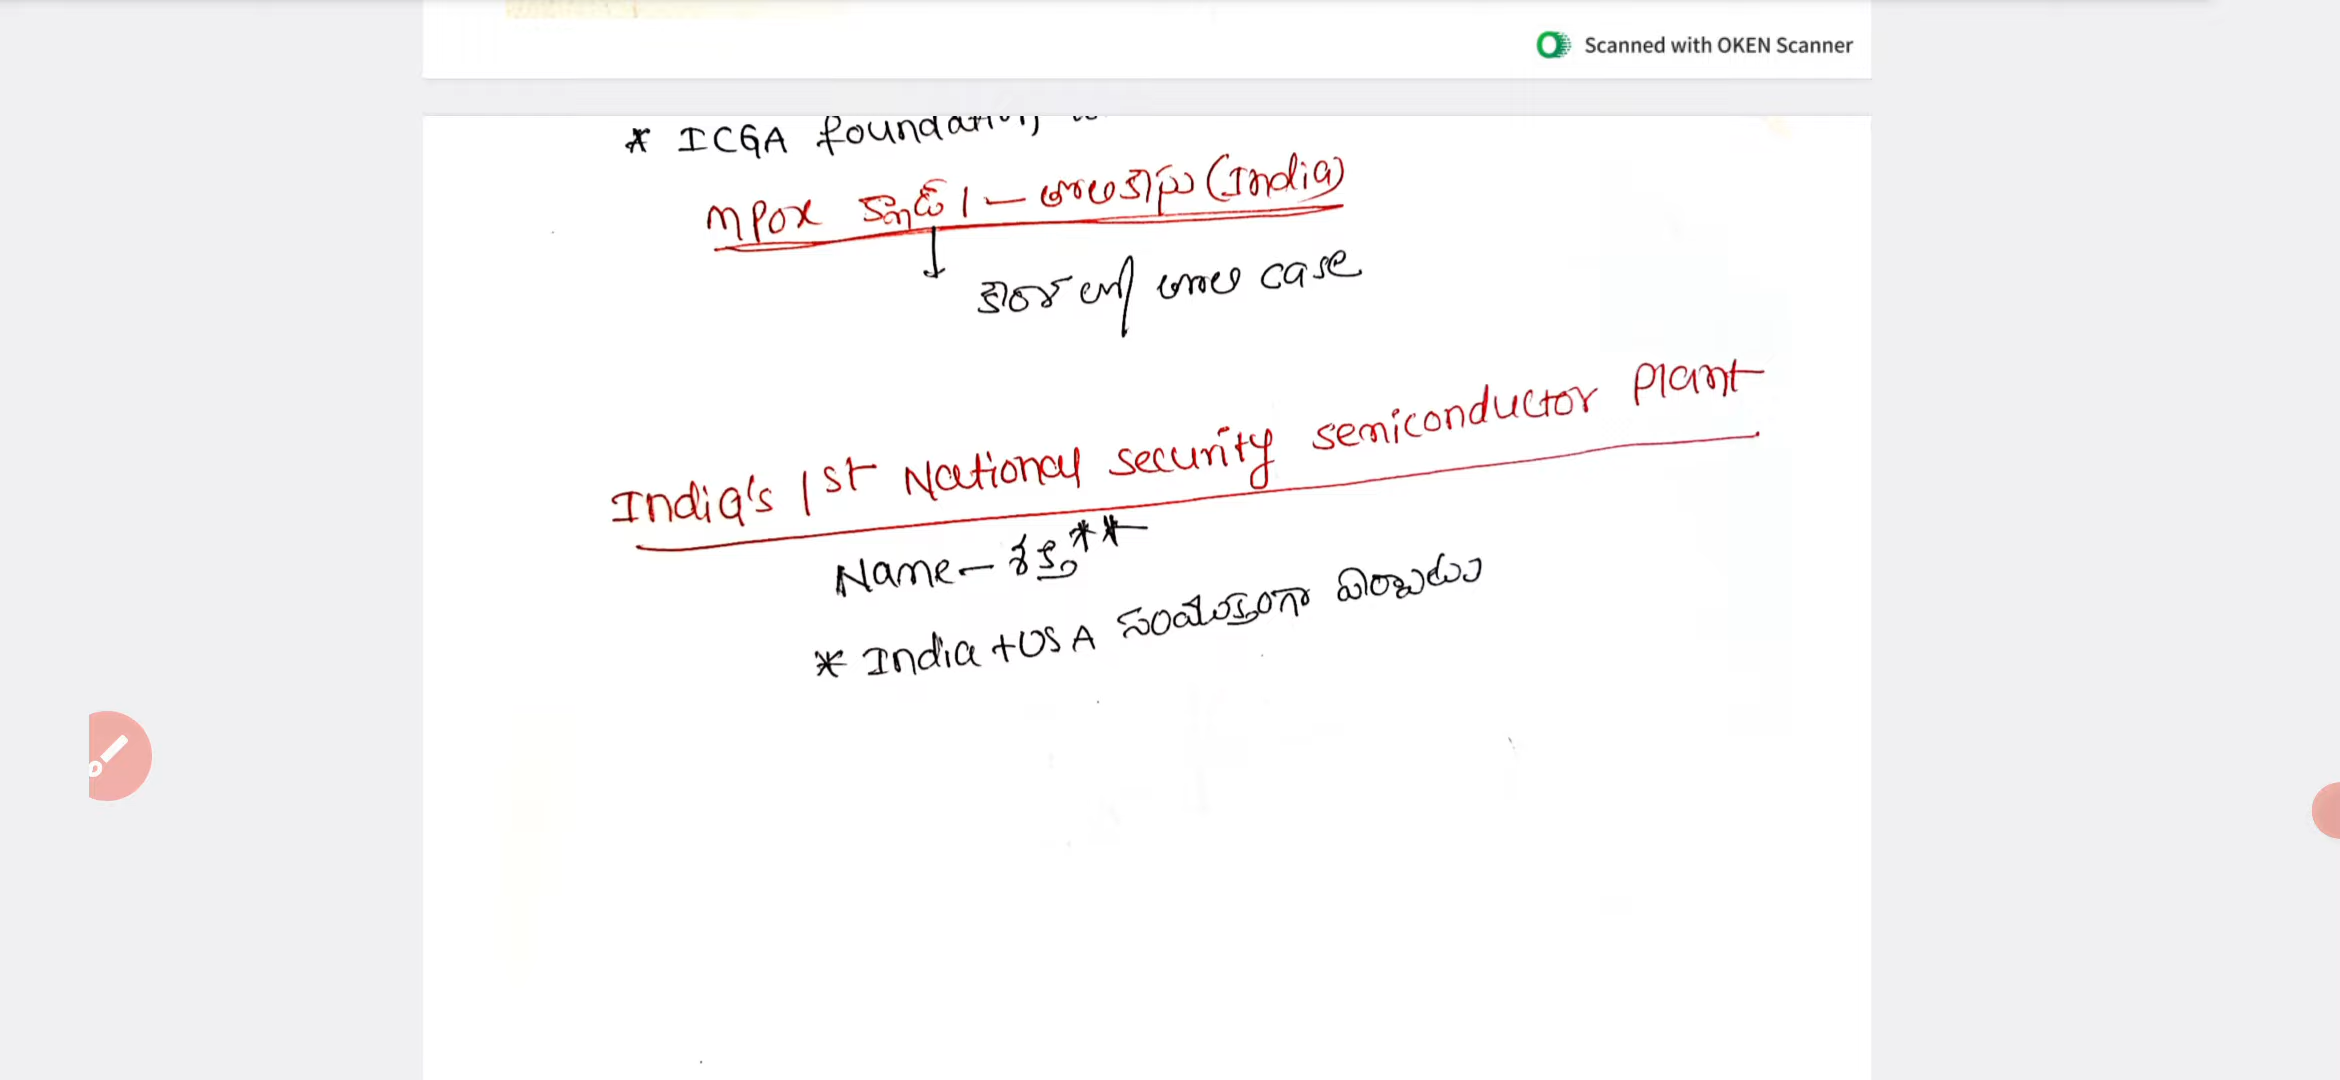 Scanned with OKEN Scanner
* ICGA foundation
mpox క్లాడ్ 1 – తొలికేసు (India)
కేరళ లో తొలి case
India's 1st National security semiconductor Plant
Name – శక్తి **
* India + USA సంయుక్తంగా ఏర్పాటు